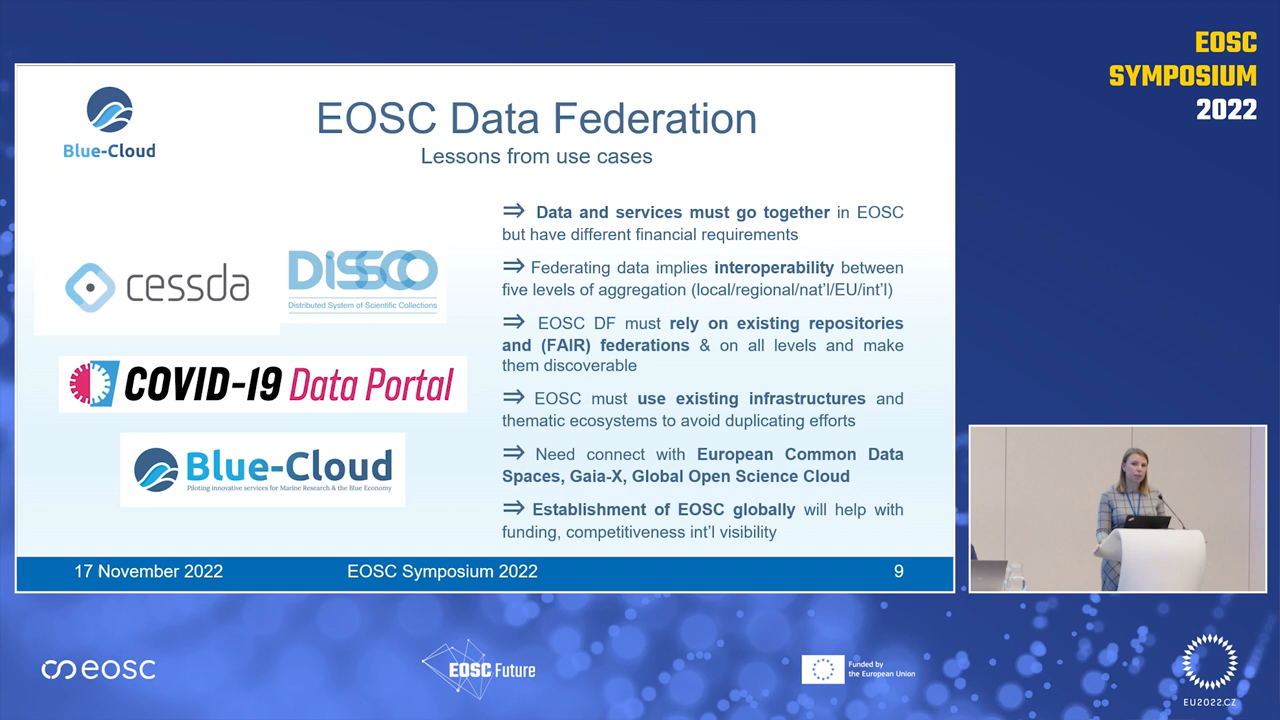 EOSC
SYMPOSIUM
2022
Blue-Cloud
EOSC Data Federation
Lessons from use cases
cessda
DiSSCO
Distributed System of Scientific Collections
COVID-19 Data Portal
Blue-Cloud
Piloting innovative services for Marine Research & the Blue Economy
⇒ Data and services must go together in EOSC
but have different financial requirements
⇒ Federating data implies interoperability between
five levels of aggregation (local/regional/nat'l/EU/int'l)
⇒ EOSC DF must rely on existing repositories
and (FAIR) federations & on all levels and make
them discoverable
⇒ EOSC must use existing infrastructures and
thematic ecosystems to avoid duplicating efforts
⇒ Need connect with European Common Data
Spaces, Gaia-X, Global Open Science Cloud
⇒ Establishment of EOSC globally will help with
funding, competitiveness int'l visibility
17 November 2022
EOSC Symposium 2022
9
eosc
EOSC Future
Funded by
the European Union
EU2022.CZ